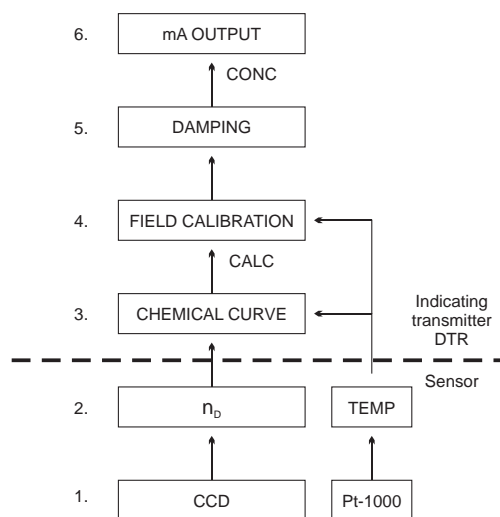 6. mA OUTPUT
CONC
5. DAMPING
4. FIELD CALIBRATION
CALC
3. CHEMICAL CURVE
Indicating
transmitter
DTR
Sensor
2. nD TEMP
1. CCD Pt-1000